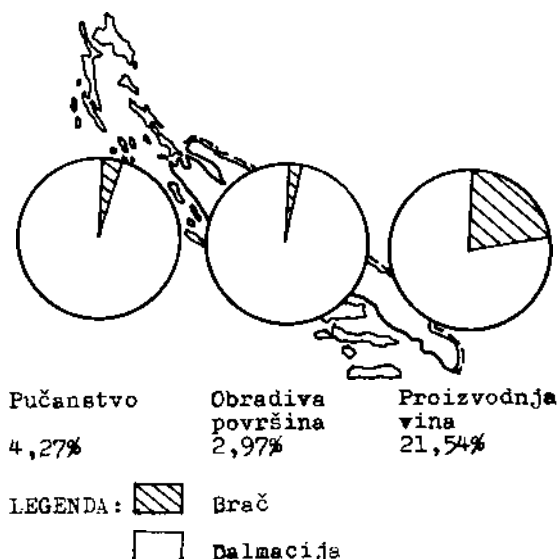 Pučanstvo
4,27%
Obradiva
površina
2,97%
Proizvodnja
vina
21,54%
LEGENDA:
Brač
Dalmacija